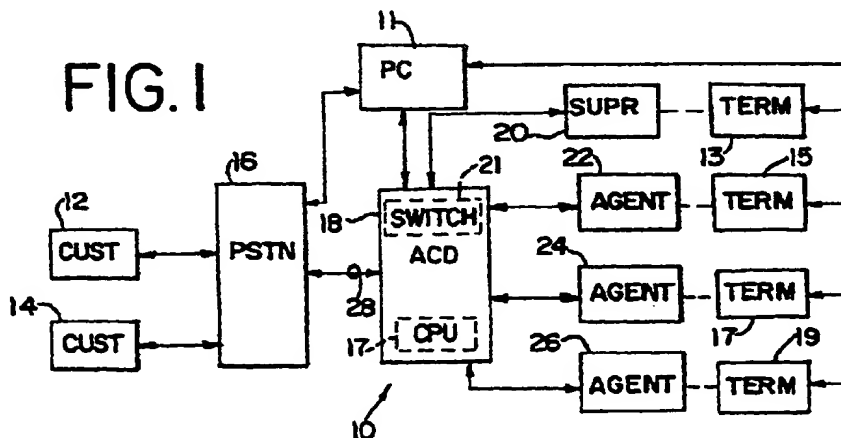 FIG. 1
11
PC
SUPR
TERM
20
13
16
22
21
15
12
18
SWITCH
AGENT
TERM
CUST
PSTN
ACD
24
14
28
AGENT
TERM
CUST
17
CPU
26
17
19
AGENT
TERM
10